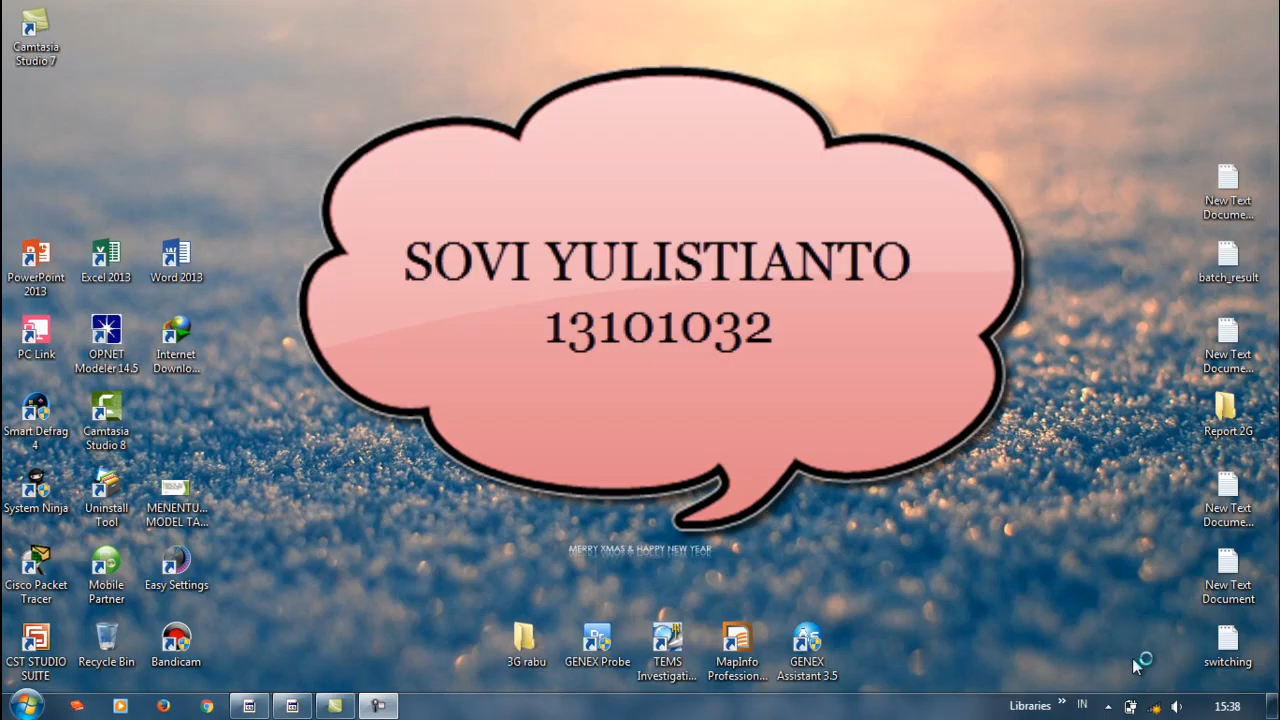 Camtasia
Studio 7
SOVI YULISTIANTO
13101032
MERRY XMAS & HAPPY NEW YEAR
PowerPoint
2013
Excel 2013
Word 2013
PC Link
OPNET
Modeler 14.5
Internet
Downlo...
Smart Defrag
4
Camtasia
Studio 8
System Ninja
Uninstall
Tool
MENENTU...
MODEL TA...
Cisco Packet
Tracer
Mobile
Partner
Easy Settings
CST STUDIO
SUITE
Recycle Bin
Bandicam
3G rabu
GENEX Probe
TEMS
Investigati...
MapInfo
Profession...
GENEX
Assistant 3.5
New Text
Docume...
batch_result
New Text
Docume...
Report 2G
New Text
Docume...
New Text
Document
switching
Libraries
IN
15:38